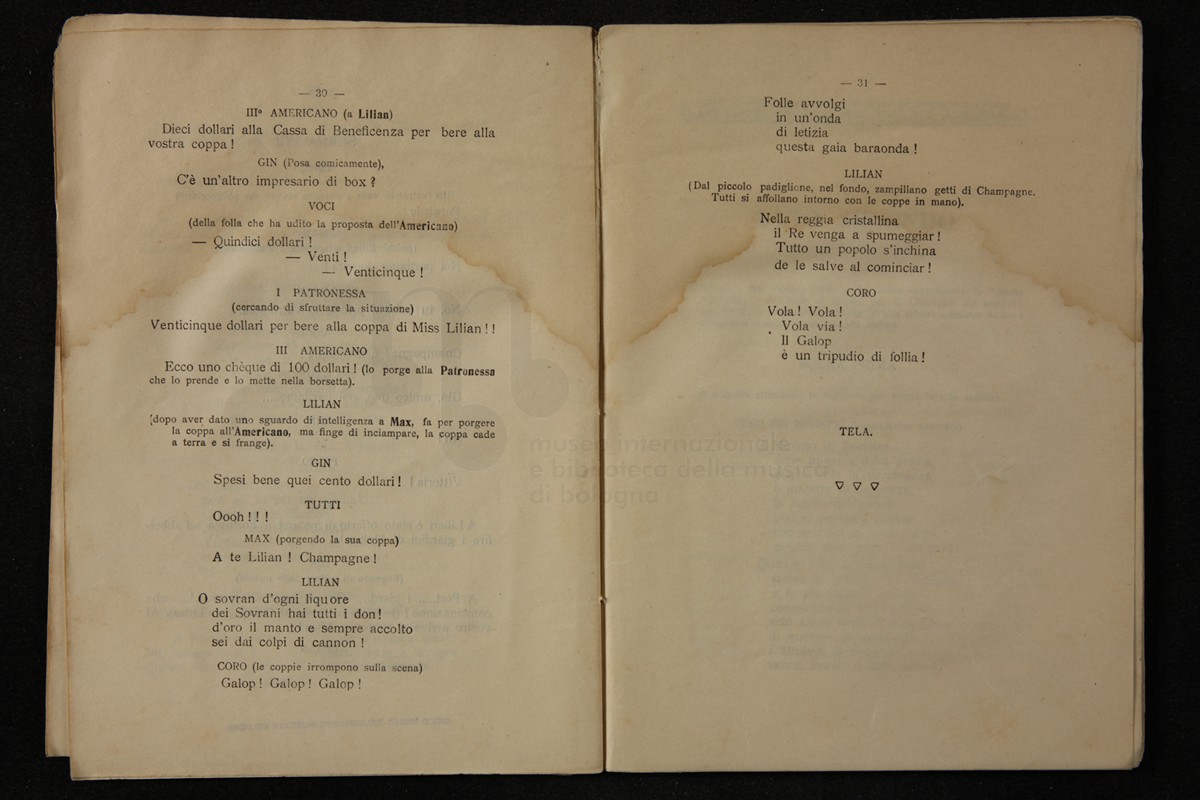 — 30 —
IIIº AMERICANO (a Lilian)
Dieci dollari alla Cassa di Beneficenza per bere alla
vostra coppa !
GIN (Posa comicamente),
C'è un'altro impresario di box ?
VOCI
(della folla che ha udito la proposta dell'Americano)
— Quindici dollari !
— Venti !
— Venticinque !
I PATRONESSA
(cercando di sfruttare la situazione)
Venticinque dollari per bere alla coppa di Miss Lilian ! !
III AMERICANO
Ecco uno chèque di 100 dollari ! (lo porge alla Patronessa
che lo prende e lo mette nella borsetta).
LILIAN
(dopo aver dato uno sguardo di intelligenza a Max, fa per porgere
la coppa all'Americano, ma finge di inciampare, la coppa cade
a terra e si frange).
GIN
Spesi bene quei cento dollari !
TUTTI
Oooh ! ! !
MAX (porgendo la sua coppa)
A te Lilian ! Champagne !
LILIAN
O sovran d'ogni liquore
dei Sovrani hai tutti i don !
d'oro il manto e sempre accolto
sei dai colpi di cannon !
CORO (le coppie irrompono sulla scena)
Galop ! Galop ! Galop !
— 31 —
Folle avvolgi
in un'onda
di letizia
questa gaia baraonda !
LILIAN
(Dal piccolo padiglione, nel fondo, zampillano getti di Champagne.
Tutti si affollano intorno con le coppe in mano).
Nella reggia cristallina
il Re venga a spumeggiar !
Tutto un popolo s'inchina
de le salve al cominciar !
CORO
Vola ! Vola !
Vola via !
Il Galop
è un tripudio di follia !
TELA.
museo internazionale
e biblioteca della musica
di bologna